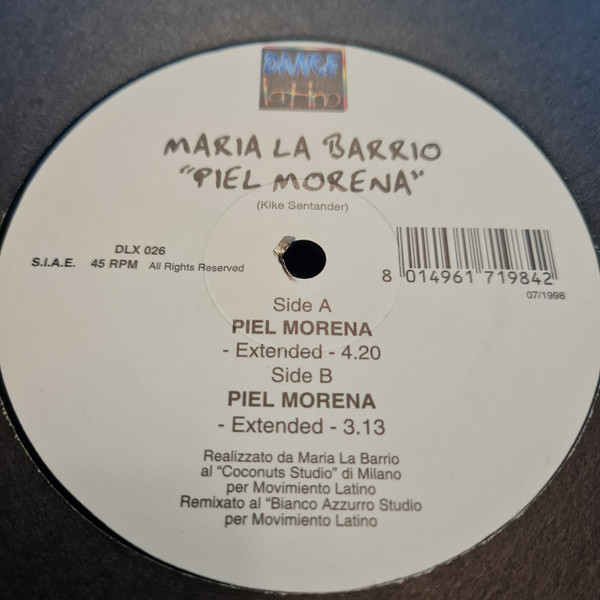 DANCE
latino
MARIA LA BARRIO
"PIEL MORENA"
(Kike Sentander)
DLX 026
S.I.A.E. 45 RPM All Rights Reserved
8 014961 719842
07/1998
Side A
PIEL MORENA
- Extended - 4.20
Side B
PIEL MORENA
- Extended - 3.13
Realizzato da Maria La Barrio
al "Coconuts Studio" di Milano
per Movimiento Latino
Remixato al "Bianco Azzurro Studio
per Movimiento Latino